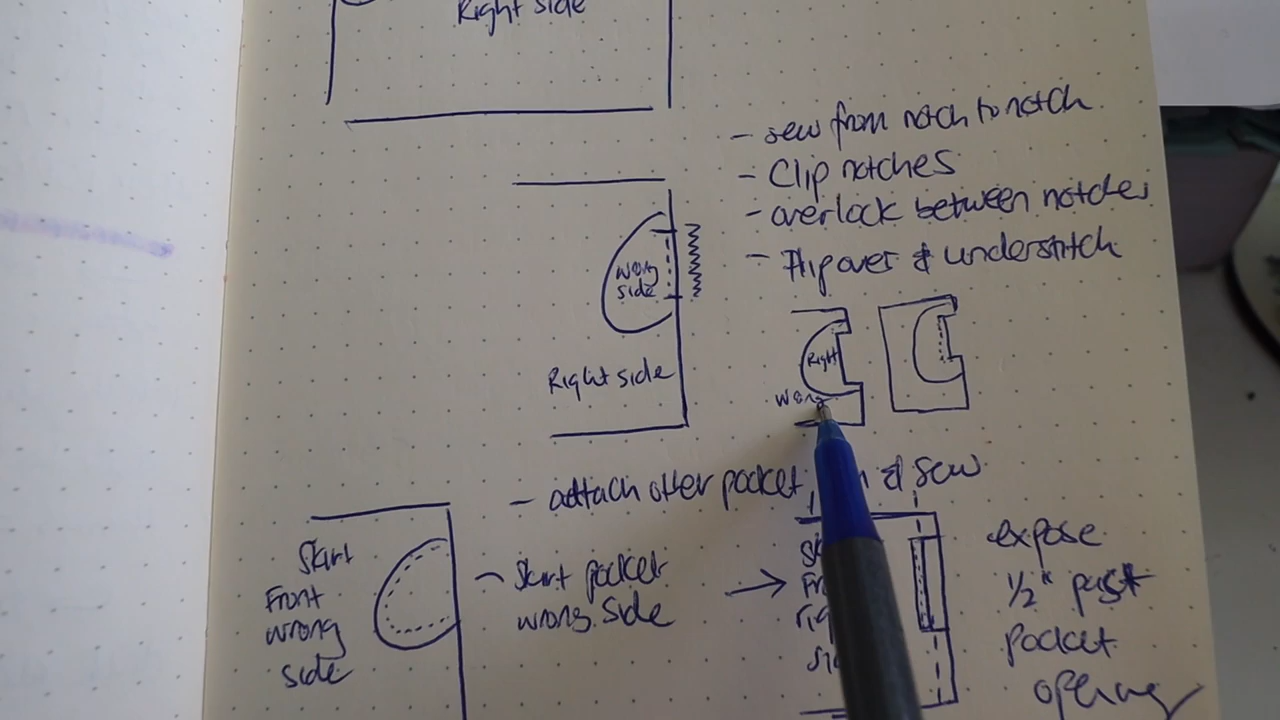 Right side
- sew from notch to notch
- Clip notches
- overlock between notches
- Flip over & understitch
wrong
side
Right side
Right
wrong
- attach other pocket & sew
Skirt
Front
wrong
side
- Skirt pocket
wrong side
expose
1/2" past
pocket
opening